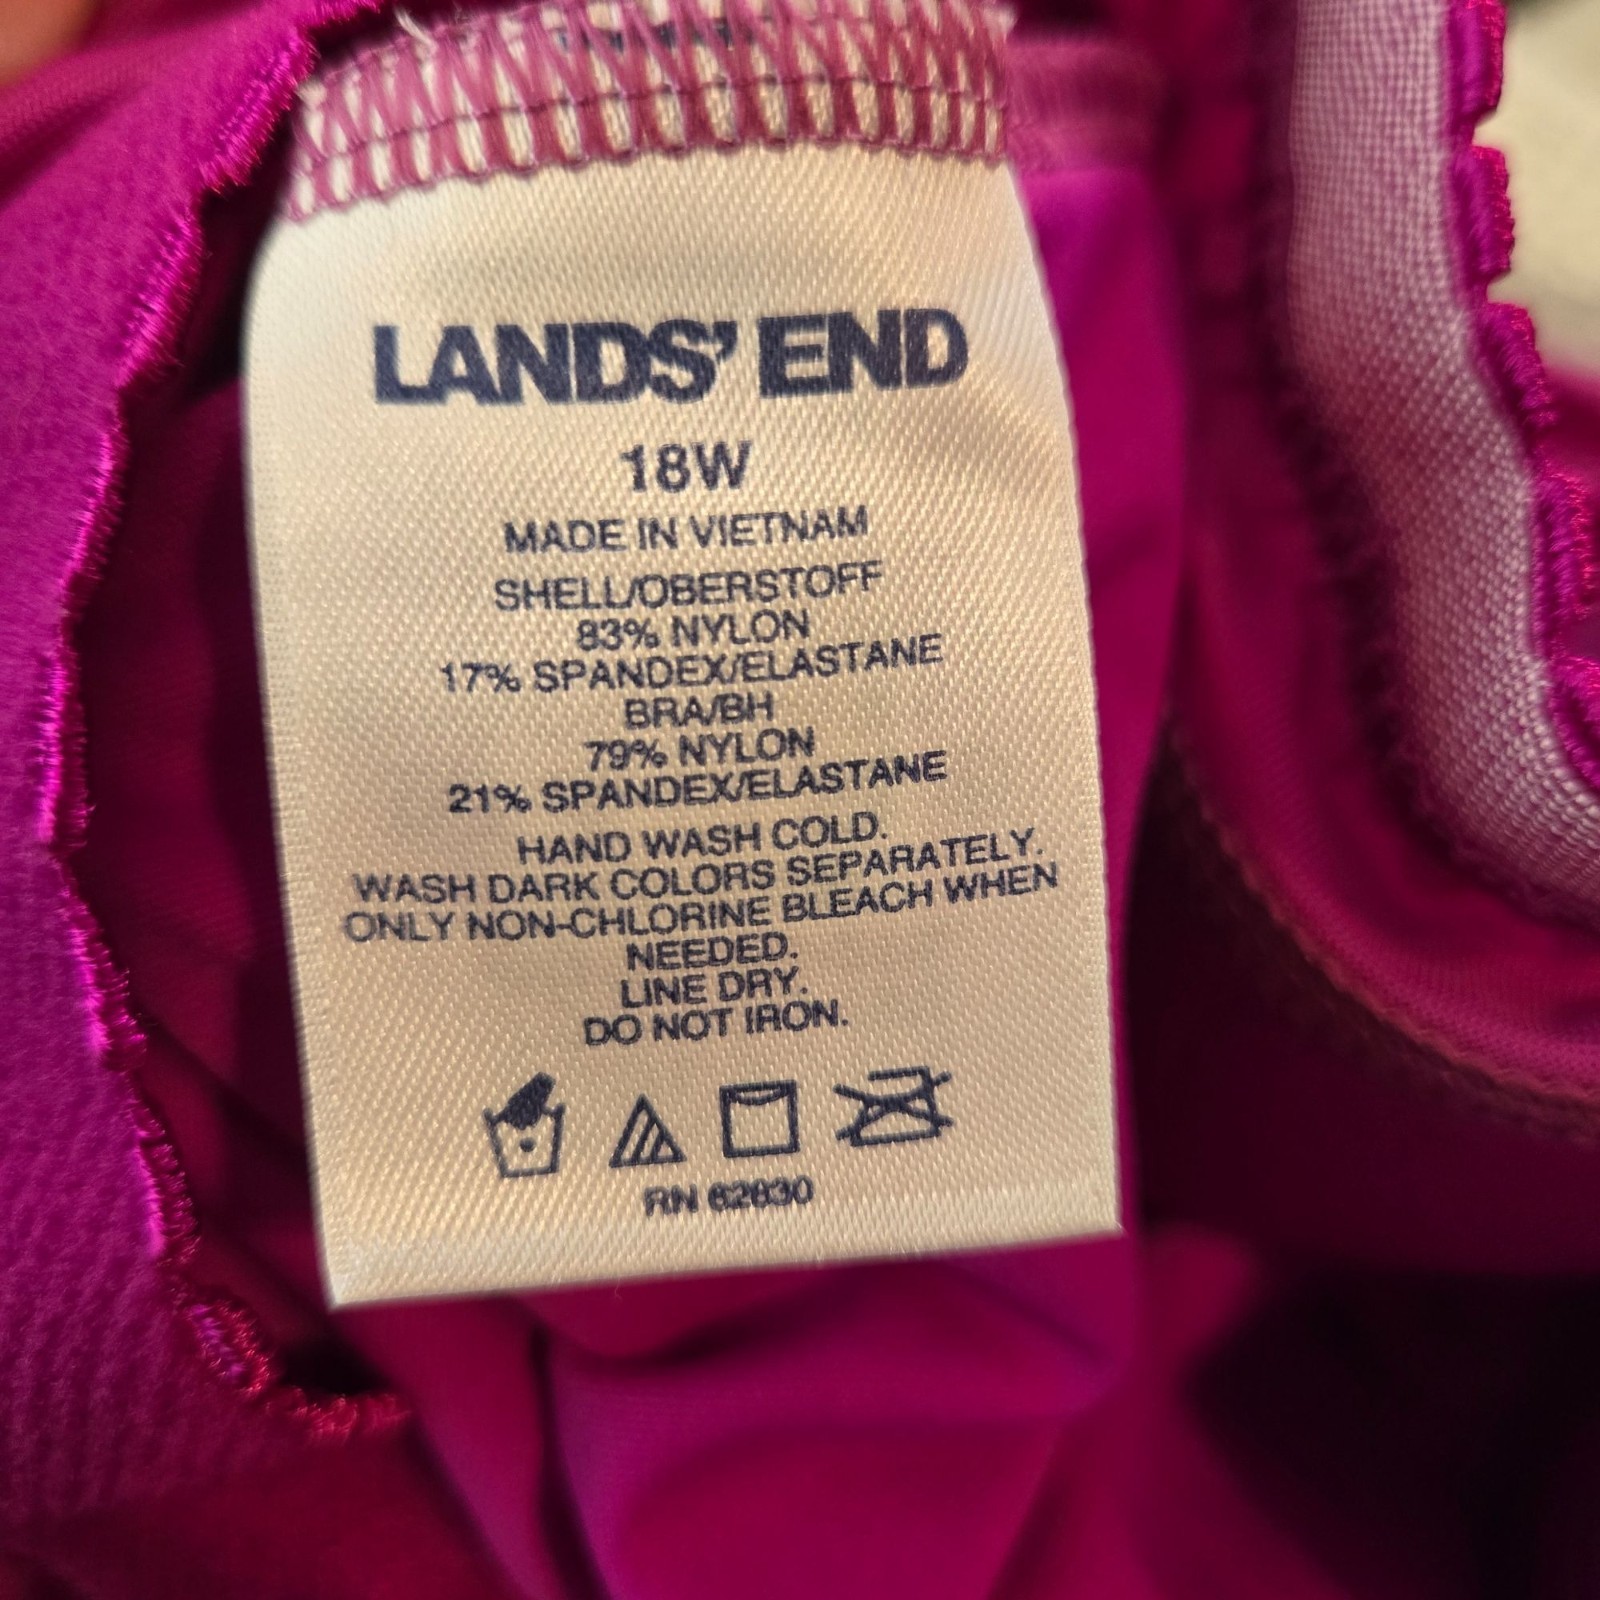 LANDS' END
18W
MADE IN VIETNAM
SHELL/OBERSTOFF
83% NYLON
17% SPANDEX/ELASTANE
BRA/BH
79% NYLON
21% SPANDEX/ELASTANE
HAND WASH COLD.
WASH DARK COLORS SEPARATELY.
ONLY NON-CHLORINE BLEACH WHEN
NEEDED.
LINE DRY.
DO NOT IRON.
RN 62830